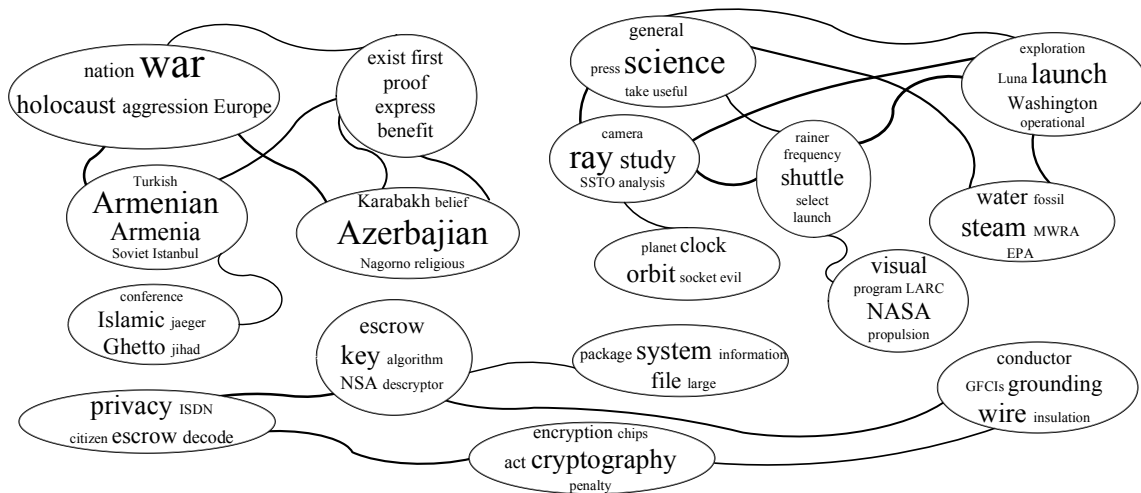 nation war
holocaust aggression Europe
exist first
proof
express
benefit
Turkish
Armenian
Armenia
Soviet Istanbul
Karabakh belief
Azerbajian
Nagorno religious
conference
Islamic jaeger
Ghetto jihad
general
press science
take useful
exploration
Luna launch
Washington
operational
camera
ray study
SSTO analysis
rainer
frequency
shuttle
select
launch
water fossil
steam MWRA
EPA
planet clock
orbit socket evil
visual
program LARC
NASA
propulsion
escrow
key algorithm
NSA descryptor
package system information
file large
conductor
GFCIs grounding
wire insulation
privacy ISDN
citizen escrow decode
encryption chips
act cryptography
penalty